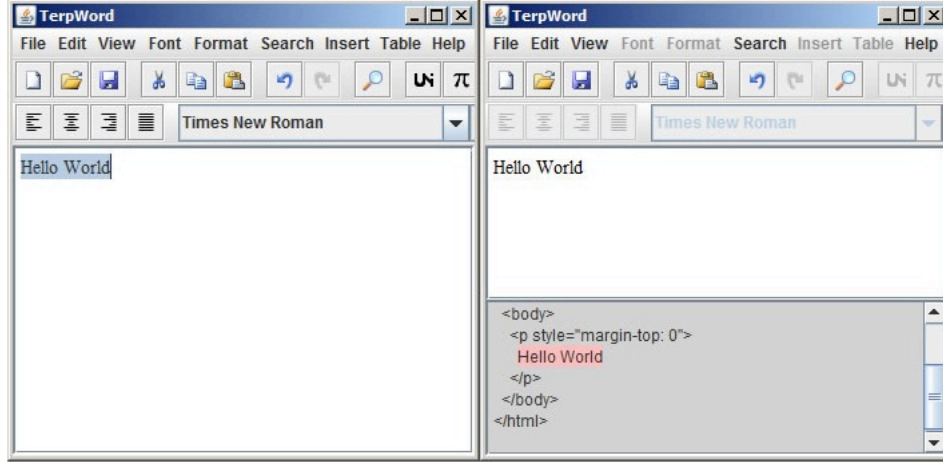 TerpWord
File Edit View Font Format Search Insert Table Help
Uni π
Times New Roman
Hello World
TerpWord
File Edit View Font Format Search Insert Table Help
Uni π
Times New Roman
Hello World
<body>
<p style="margin-top: 0">
Hello World
</p>
</body>
</html>